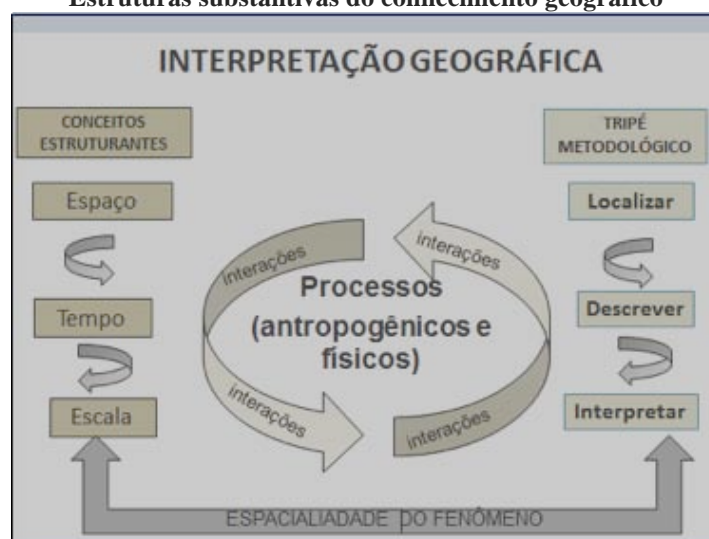 Estruturas substantivas do conhecimento geográfico
INTERPRETAÇÃO GEOGRÁFICA
CONCEITOS
ESTRUTURANTES
TRIPÉ
METODOLÓGICO
Espaço
Localizar
interações
interações
Processos
(antropogênicos e
físicos)
Tempo
Descrever
interações
interações
Escala
Interpretar
ESPACIALIADADE DO FENÔMENO